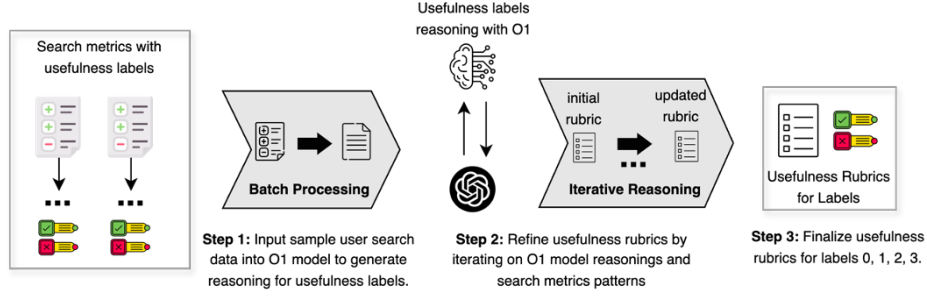 Search metrics with
usefulness labels
Batch Processing
Step 1: Input sample user search
data into O1 model to generate
reasoning for usefulness labels.
Usefulness labels
reasoning with O1
initial
rubric
updated
rubric
Iterative Reasoning
Step 2: Refine usefulness rubrics by
iterating on O1 model reasonings and
search metrics patterns
Usefulness Rubrics
for Labels
Step 3: Finalize usefulness
rubrics for labels 0, 1, 2, 3.